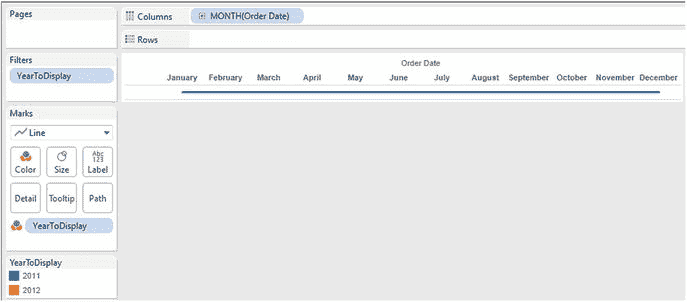 Pages
Columns
MONTH(Order Date)
Rows
Filters
YearToDisplay
Order Date
January February March April May June July August September October November December
Marks
Line
Color
Size
Abc
123
Label
Detail
Tooltip
Path
YearToDisplay
YearToDisplay
2011
2012